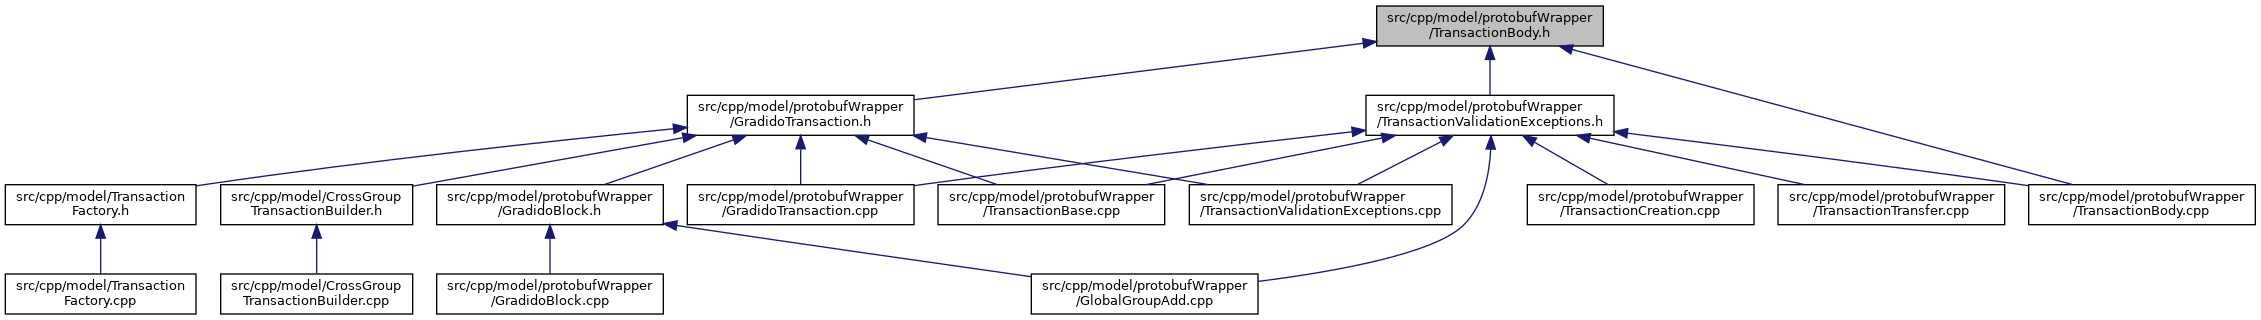 src/cpp/model/protobufWrapper
/TransactionBody.h
src/cpp/model/protobufWrapper
/GradidoTransaction.h
src/cpp/model/protobufWrapper
/TransactionValidationExceptions.h
src/cpp/model/Transaction
Factory.h
src/cpp/model/CrossGroup
TransactionBuilder.h
src/cpp/model/protobufWrapper
/GradidoBlock.h
src/cpp/model/protobufWrapper
/GradidoTransaction.cpp
src/cpp/model/protobufWrapper
/TransactionBase.cpp
src/cpp/model/protobufWrapper
/TransactionValidationExceptions.cpp
src/cpp/model/protobufWrapper
/TransactionCreation.cpp
src/cpp/model/protobufWrapper
/TransactionTransfer.cpp
src/cpp/model/protobufWrapper
/TransactionBody.cpp
src/cpp/model/Transaction
Factory.cpp
src/cpp/model/CrossGroup
TransactionBuilder.cpp
src/cpp/model/protobufWrapper
/GradidoBlock.cpp
src/cpp/model/protobufWrapper
/GlobalGroupAdd.cpp